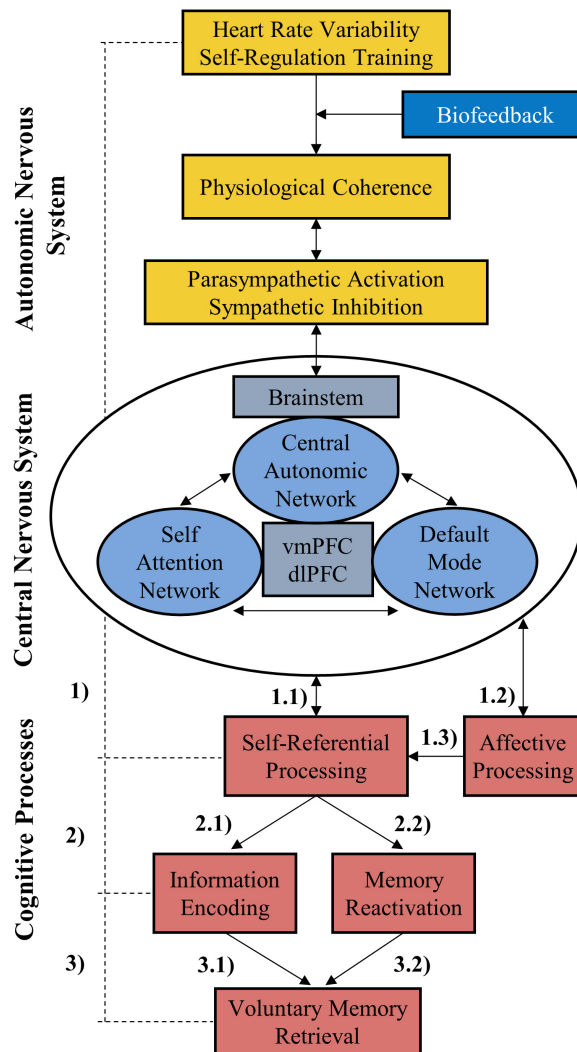 Heart Rate Variability
Self-Regulation Training
Biofeedback
Autonomic Nervous
System
Physiological Coherence
Parasympathetic Activation
Sympathetic Inhibition
Central Nervous System
Brainstem
Central
Autonomic
Network
Self
Attention
Network
vmPFC
dlPFC
Default
Mode
Network
1)
1.1)
1.2)
Cognitive Processes
Self-Referential
Processing
1.3)
Affective
Processing
2)
2.1)
2.2)
Information
Encoding
Memory
Reactivation
3)
3.1)
3.2)
Voluntary Memory
Retrieval